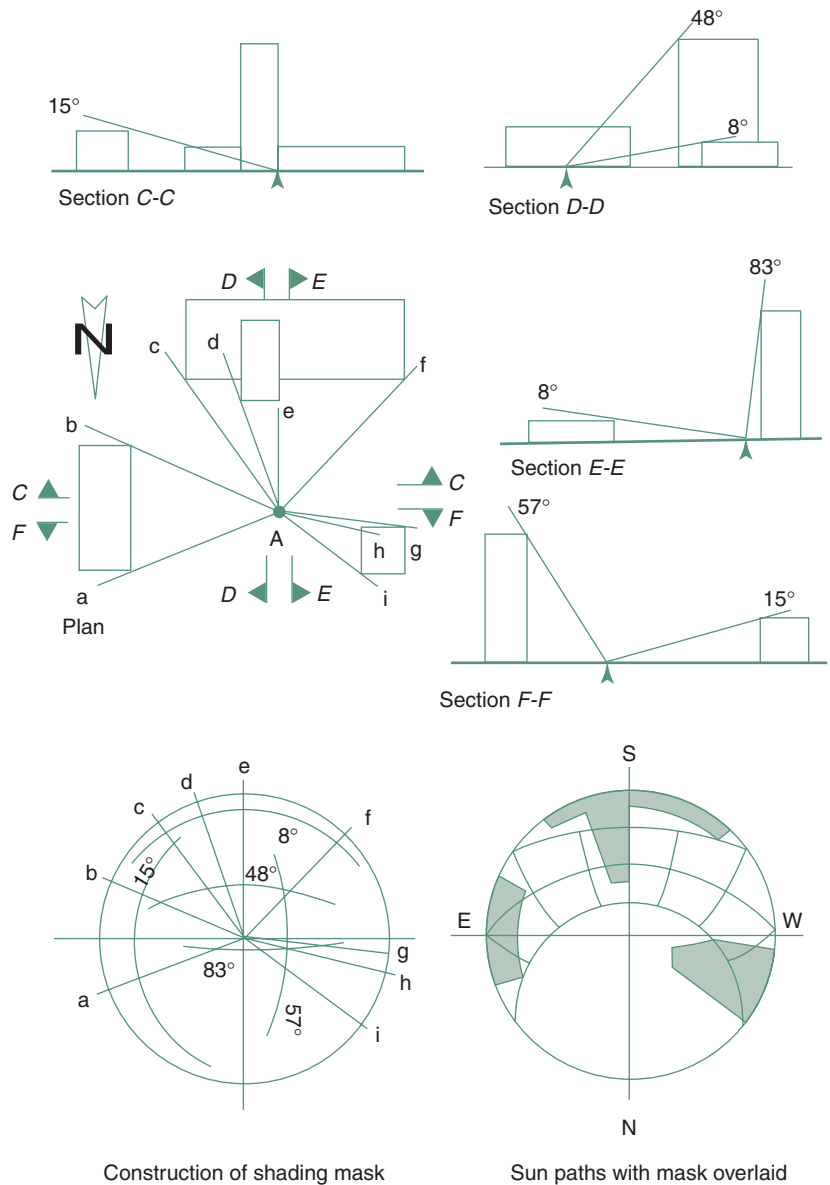 48°
15°
8°
Section C-C
Section D-D
83°
D E
N
c
d
f
e
8°
b
Section E-E
C
C
57°
F
F
A
h
g
15°
a
D E
i
Plan
Section F-F
e
S
d
c
f
8°
15°
b
48°
E
W
g
83°
h
a
57°
i
N
Construction of shading mask
Sun paths with mask overlaid